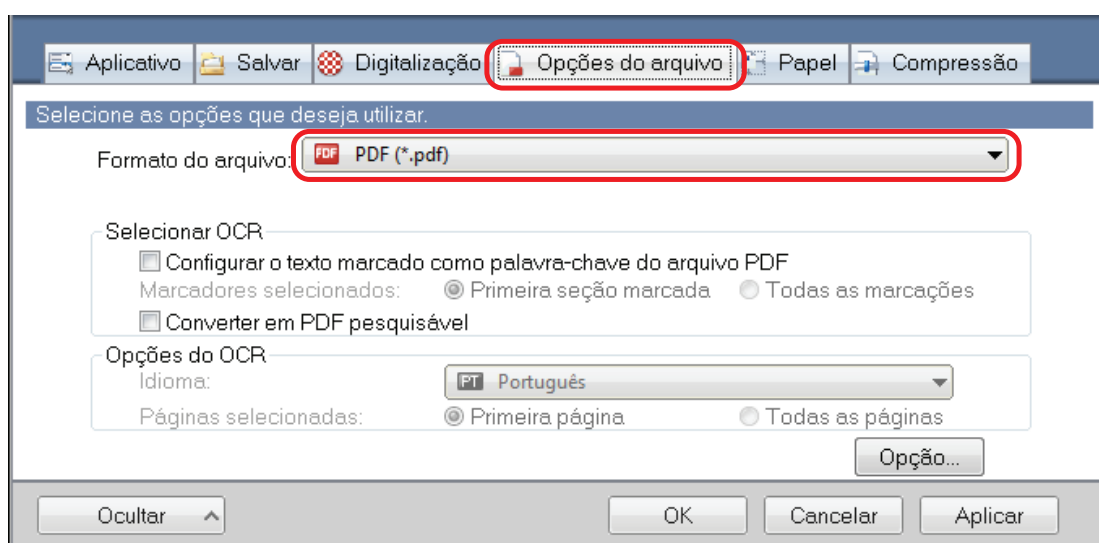 Aplicativo Salvar Digitalização Opções do arquivo Papel Compressão
Selecione as opções que deseja utilizar.
Formato do arquivo: PDF PDF (*.pdf)
Selecionar OCR
Configurar o texto marcado como palavra-chave do arquivo PDF
Marcadores selecionados: Primeira seção marcada Todas as marcações
Converter em PDF pesquisável
Opções do OCR
Idioma: PT Português
Páginas selecionadas: Primeira página Todas as páginas
Opção...
Ocultar OK Cancelar Aplicar